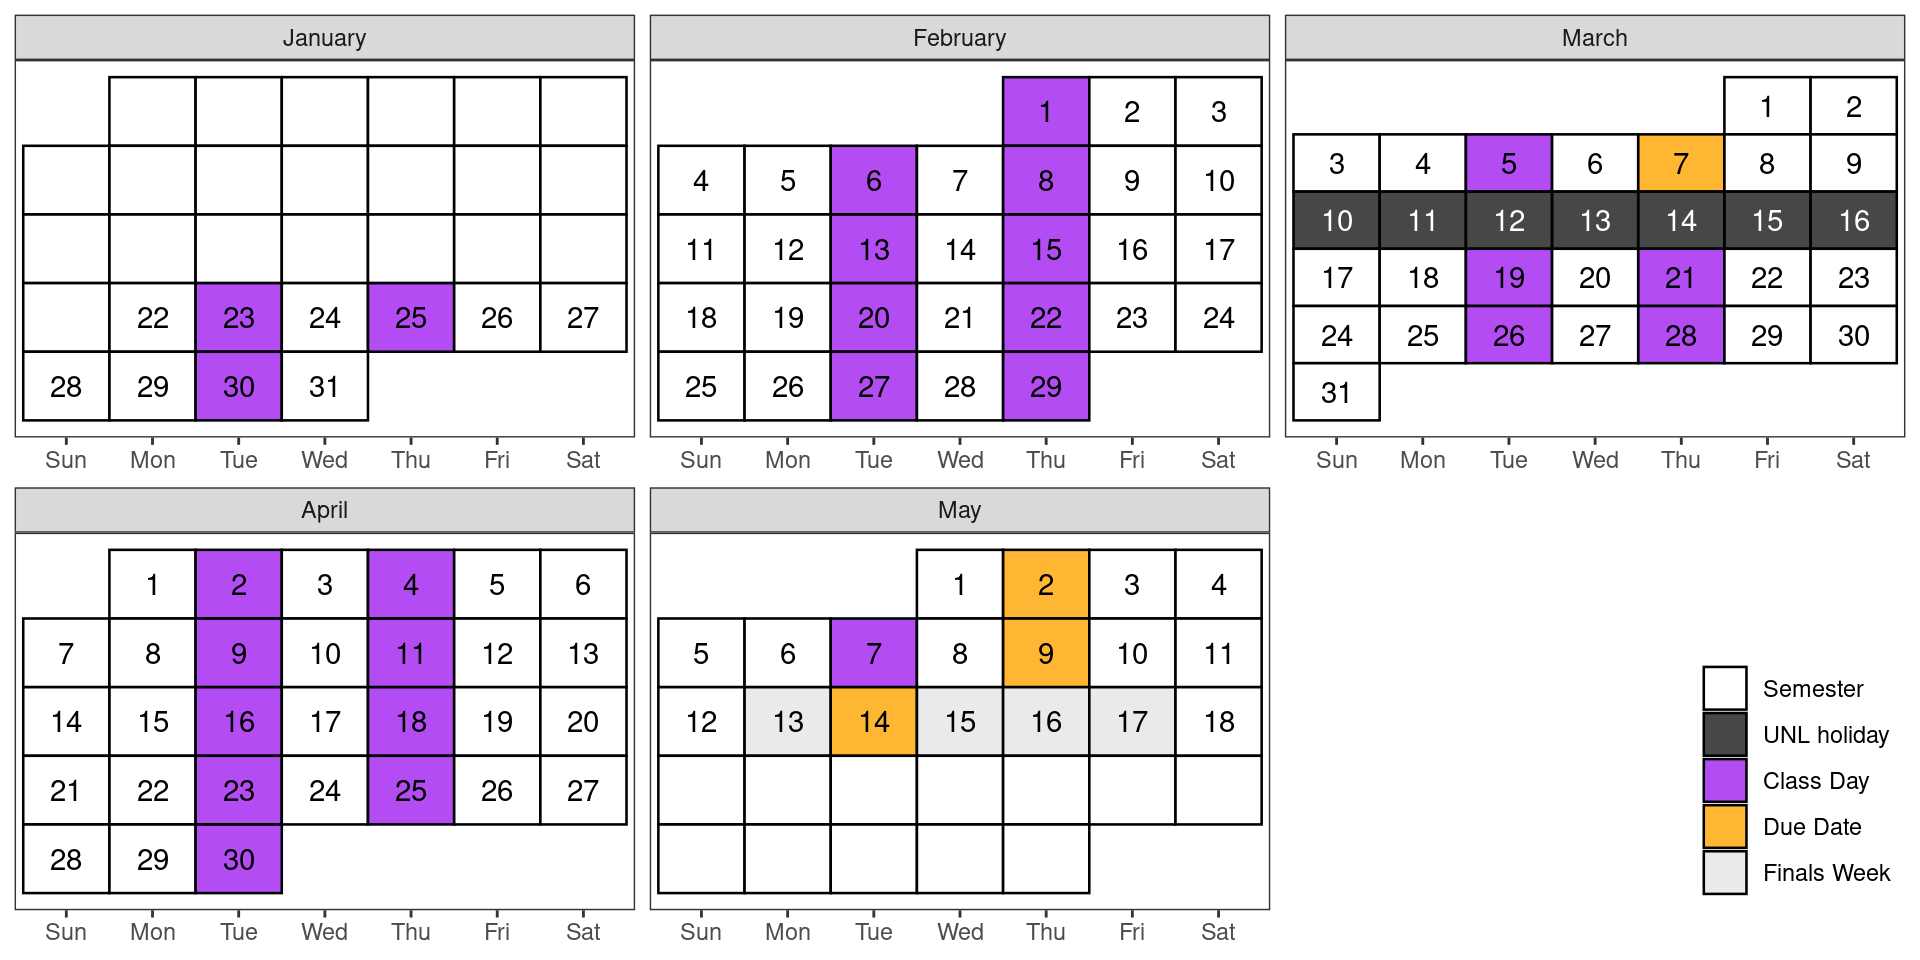 January
22 23 24 25 26 27
28 29 30 31
Sun Mon Tue Wed Thu Fri Sat
February
1 2 3
4 5 6 7 8 9 10
11 12 13 14 15 16 17
18 19 20 21 22 23 24
25 26 27 28 29
Sun Mon Tue Wed Thu Fri Sat
March
1 2
3 4 5 6 7 8 9
10 11 12 13 14 15 16
17 18 19 20 21 22 23
24 25 26 27 28 29 30
31
Sun Mon Tue Wed Thu Fri Sat
April
1 2 3 4 5 6
7 8 9 10 11 12 13
14 15 16 17 18 19 20
21 22 23 24 25 26 27
28 29 30
Sun Mon Tue Wed Thu Fri Sat
May
1 2 3 4
5 6 7 8 9 10 11
12 13 14 15 16 17 18
Sun Mon Tue Wed Thu Fri Sat
Semester
UNL holiday
Class Day
Due Date
Finals Week